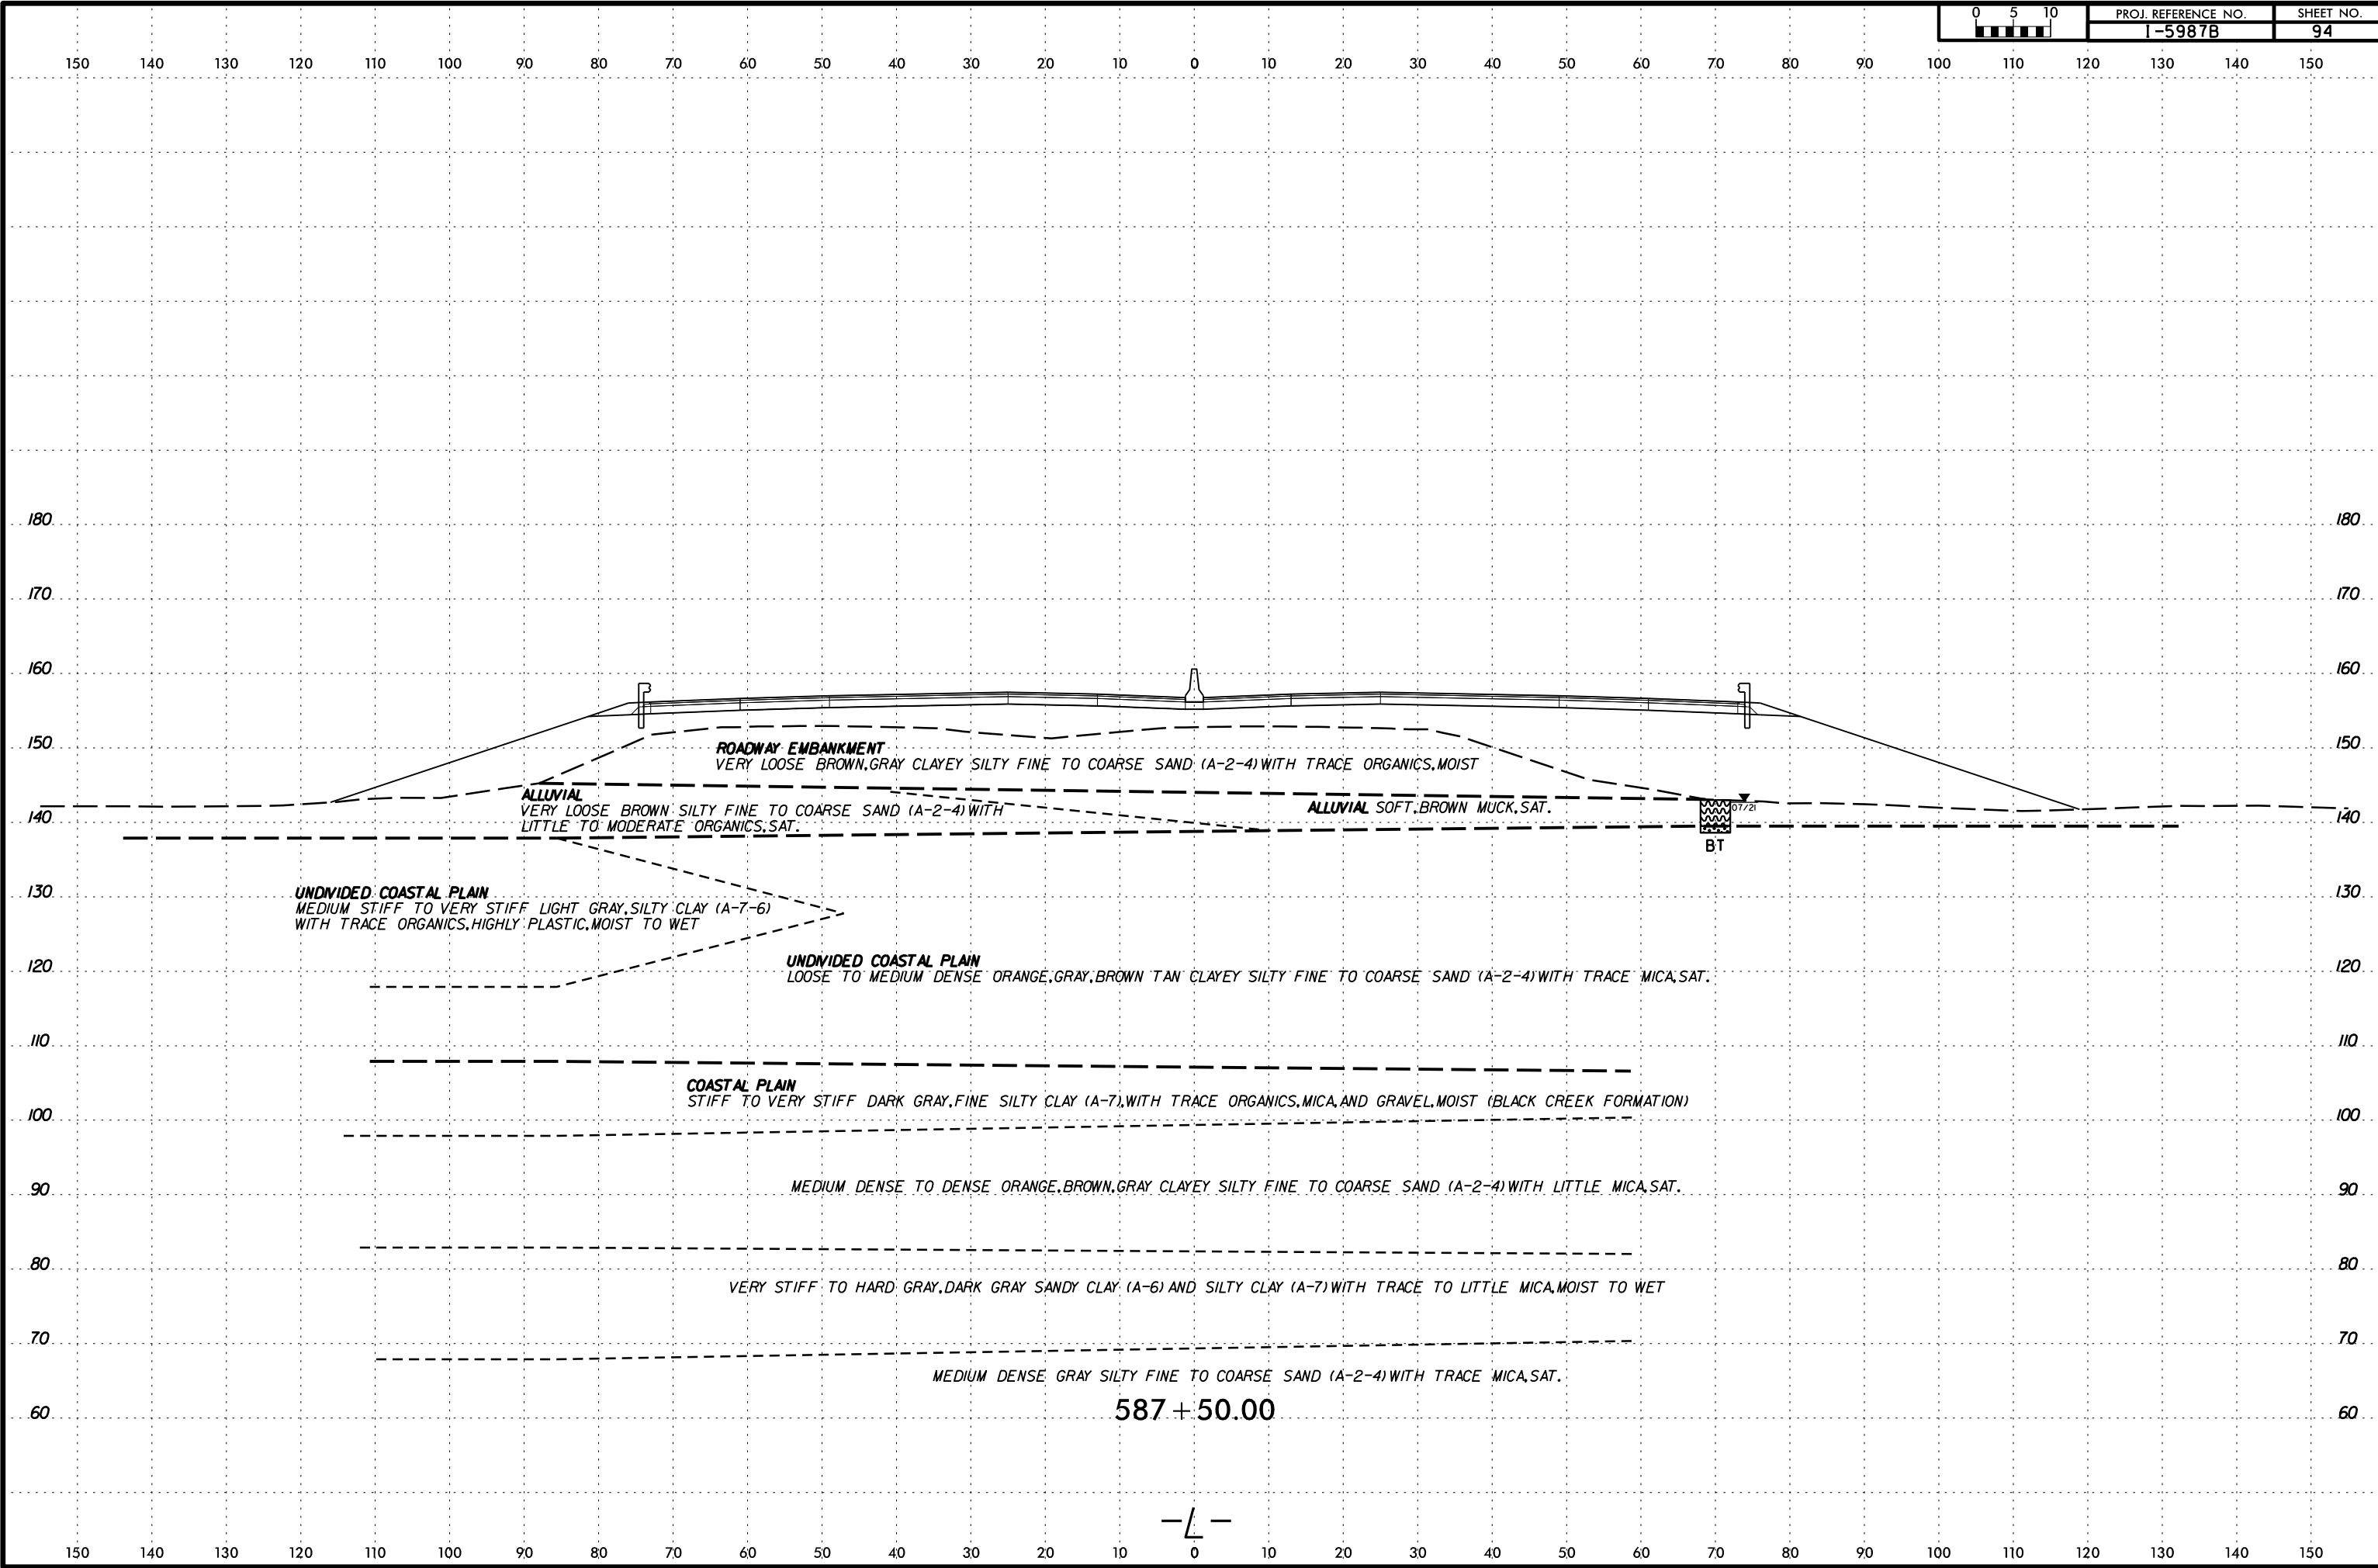 0 5 10 PROJ. REFERENCE NO. SHEET NO.
I-5987B 94
150 140 130 120 110 100 90 80 70 60 50 40 30 20 10 0 10 20 30 40 50 60 70 80 90 100 110 120 130 140 150
180 180
170 170
160 160
150 150
ROADWAY EMBANKMENT
VERY LOOSE BROWN,GRAY CLAYEY SILTY FINE TO COARSE SAND (A-2-4) WITH TRACE ORGANICS,MOIST
ALLUVIAL
VERY LOOSE BROWN SILTY FINE TO COARSE SAND (A-2-4) WITH
LITTLE TO MODERATE ORGANICS,SAT.
ALLUVIAL SOFT,BROWN MUCK,SAT.
07/21
140 140
BT
130 130
UNDIVIDED COASTAL PLAIN
MEDIUM STIFF TO VERY STIFF LIGHT GRAY,SILTY CLAY (A-7-6)
WITH TRACE ORGANICS,HIGHLY PLASTIC,MOIST TO WET
120 120
UNDIVIDED COASTAL PLAIN
LOOSE TO MEDIUM DENSE ORANGE,GRAY,BROWN TAN CLAYEY SILTY FINE TO COARSE SAND (A-2-4) WITH TRACE MICA,SAT.
110 110
COASTAL PLAIN
STIFF TO VERY STIFF DARK GRAY,FINE SILTY CLAY (A-7),WITH TRACE ORGANICS,MICA,AND GRAVEL,MOIST (BLACK CREEK FORMATION)
100 100
MEDIUM DENSE TO DENSE ORANGE,BROWN,GRAY CLAYEY SILTY FINE TO COARSE SAND (A-2-4) WITH LITTLE MICA,SAT.
90 90
80 80
VERY STIFF TO HARD GRAY,DARK GRAY SANDY CLAY (A-6) AND SILTY CLAY (A-7) WITH TRACE TO LITTLE MICA,MOIST TO WET
70 70
MEDIUM DENSE GRAY SILTY FINE TO COARSE SAND (A-2-4) WITH TRACE MICA,SAT.
587+50.00
60 60
-L-
150 140 130 120 110 100 90 80 70 60 50 40 30 20 10 0 10 20 30 40 50 60 70 80 90 100 110 120 130 140 150